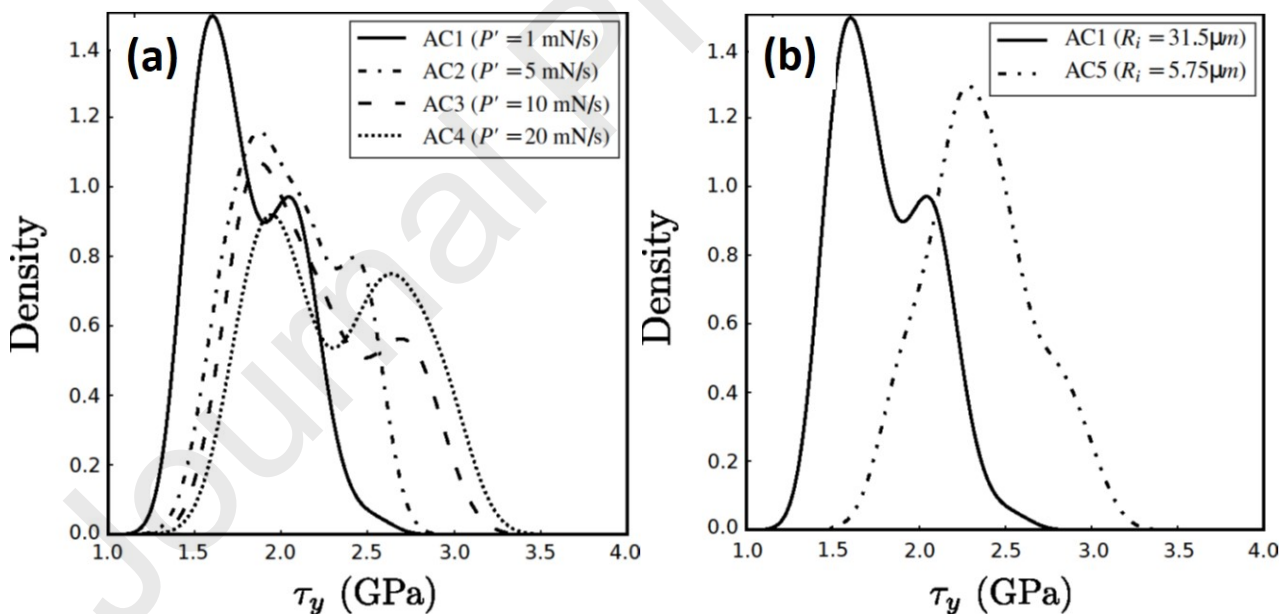 Journal P
(a)
AC1 (P′ = 1 mN/s)
AC2 (P′ = 5 mN/s)
AC3 (P′ = 10 mN/s)
AC4 (P′ = 20 mN/s)
1.4
1.2
1.0
0.8
0.6
0.4
0.2
0.0
Density
1.0 1.5 2.0 2.5 3.0 3.5 4.0
τy (GPa)
(b)
AC1 (Ri = 31.5μm)
AC5 (Ri = 5.75μm)
1.4
1.2
1.0
0.8
0.6
0.4
0.2
0.0
Density
1.0 1.5 2.0 2.5 3.0 3.5 4.0
τy (GPa)